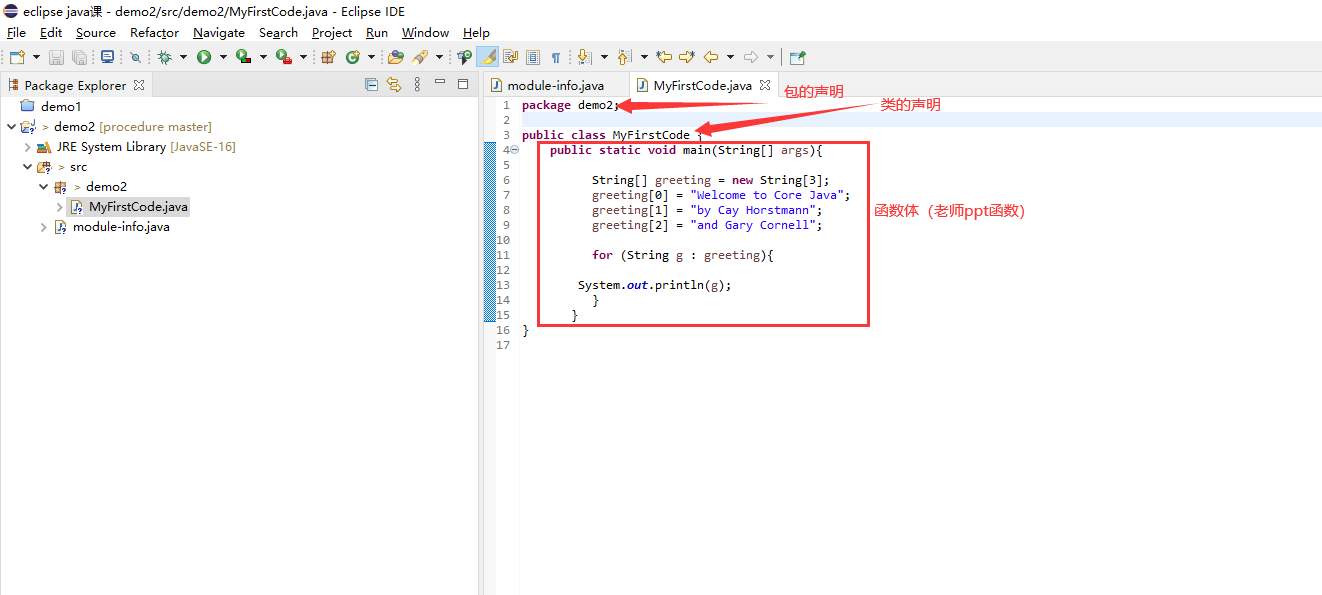 eclipse java课 - demo2/src/demo2/MyFirstCode.java - Eclipse IDE
File Edit Source Refactor Navigate Search Project Run Window Help
Package Explorer
demo1
> demo2 [procedure master]
JRE System Library [JavaSE-16]
> src
> demo2
MyFirstCode.java
module-info.java
module-info.java MyFirstCode.java
包的声明
类的声明
1 package demo2;
2
3 public class MyFirstCode {
4 public static void main(String[] args){
5
6 String[] greeting = new String[3];
7 greeting[0] = "Welcome to Core Java";
8 greeting[1] = "by Cay Horstmann";
9 greeting[2] = "and Gary Cornell";
10
11 for (String g : greeting){
12
13 System.out.println(g);
14 }
15 }
16 }
17
函数体（老师ppt函数）